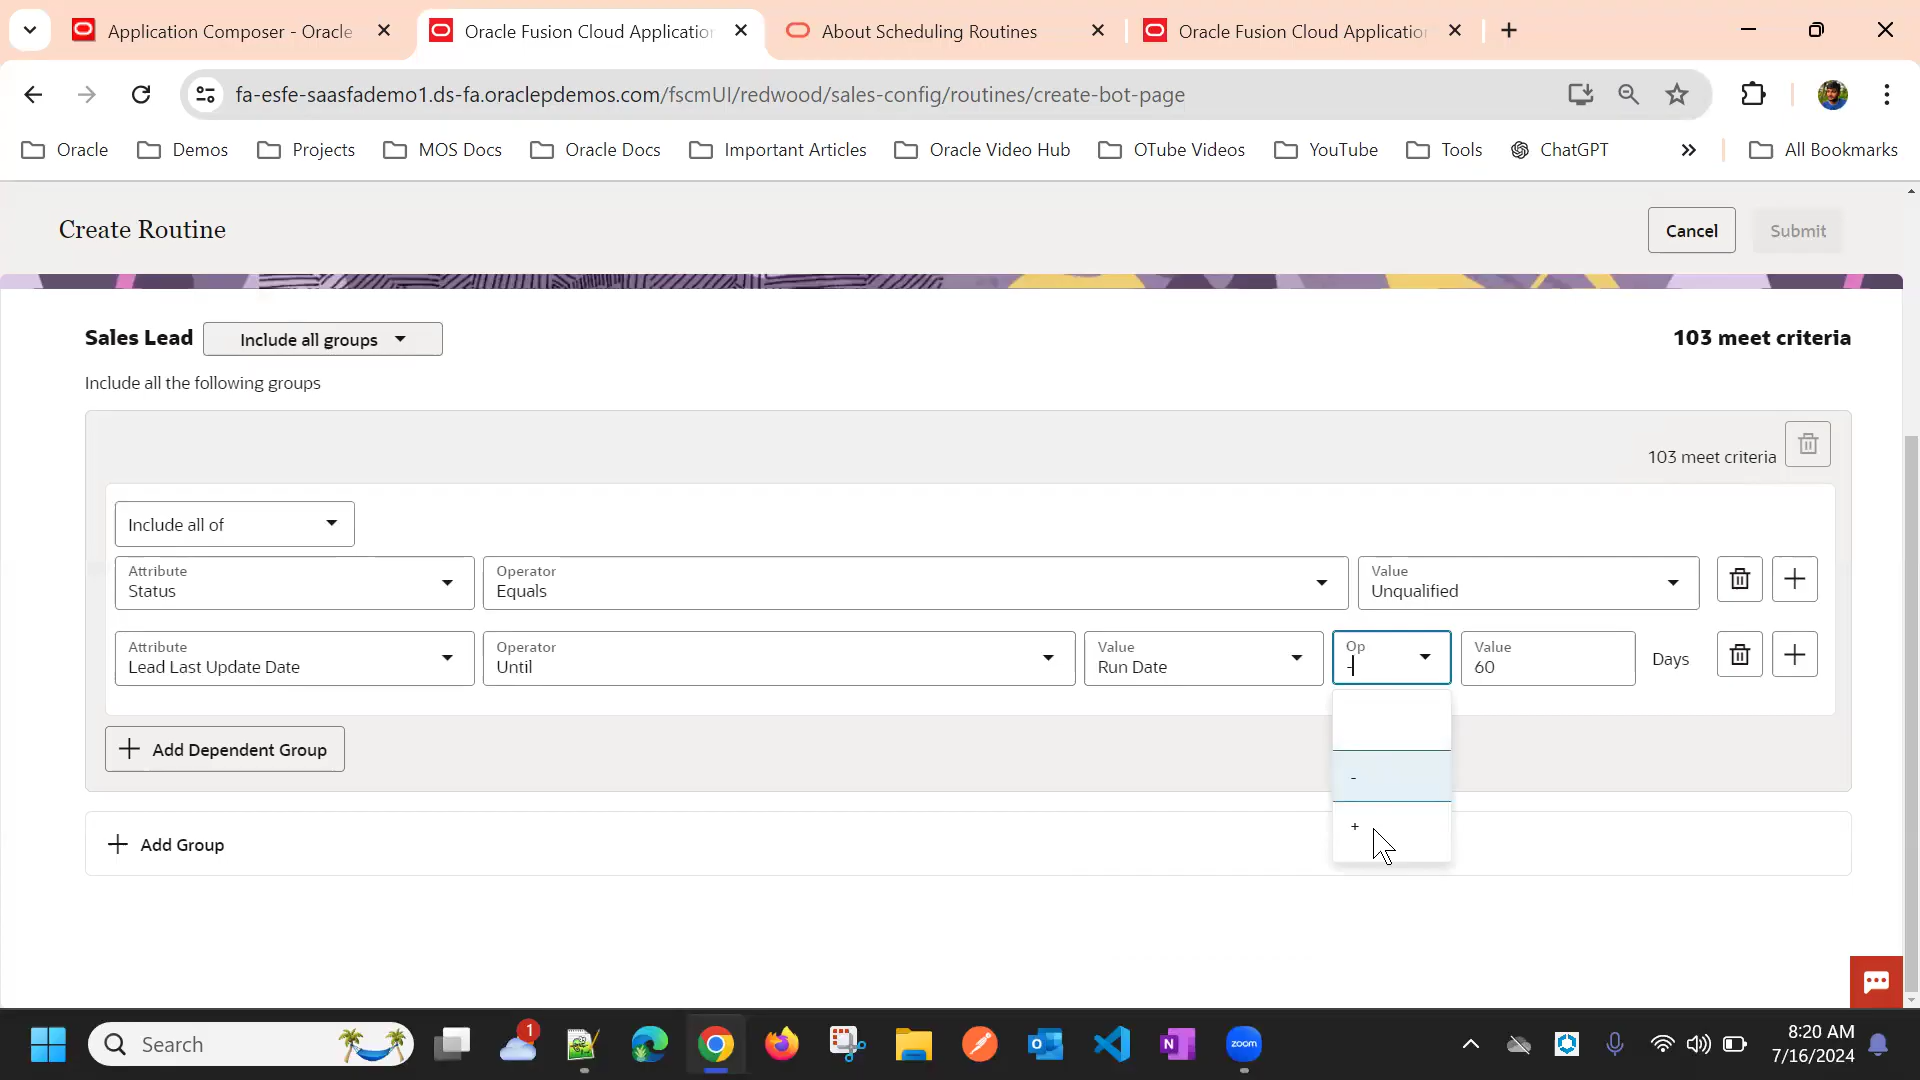 Application Composer - Oracle
Oracle Fusion Cloud Applicatio
About Scheduling Routines
Oracle Fusion Cloud Applicatio
fa-esfe-saasfademo1.ds-fa.oraclepdemos.com/fscmUI/redwood/sales-config/routines/create-bot-page
Oracle
Demos
Projects
MOS Docs
Oracle Docs
Important Articles
Oracle Video Hub
OTube Videos
YouTube
Tools
ChatGPT
All Bookmarks
Create Routine
Cancel
Submit
Sales Lead
Include all groups
103 meet criteria
Include all the following groups
103 meet criteria
Include all of
Attribute
Status
Operator
Equals
Value
Unqualified
Attribute
Lead Last Update Date
Operator
Until
Value
Run Date
Op
-
Value
60
Days
-
+
Add Dependent Group
Add Group
Search
1
zoom
8:20 AM
7/16/2024